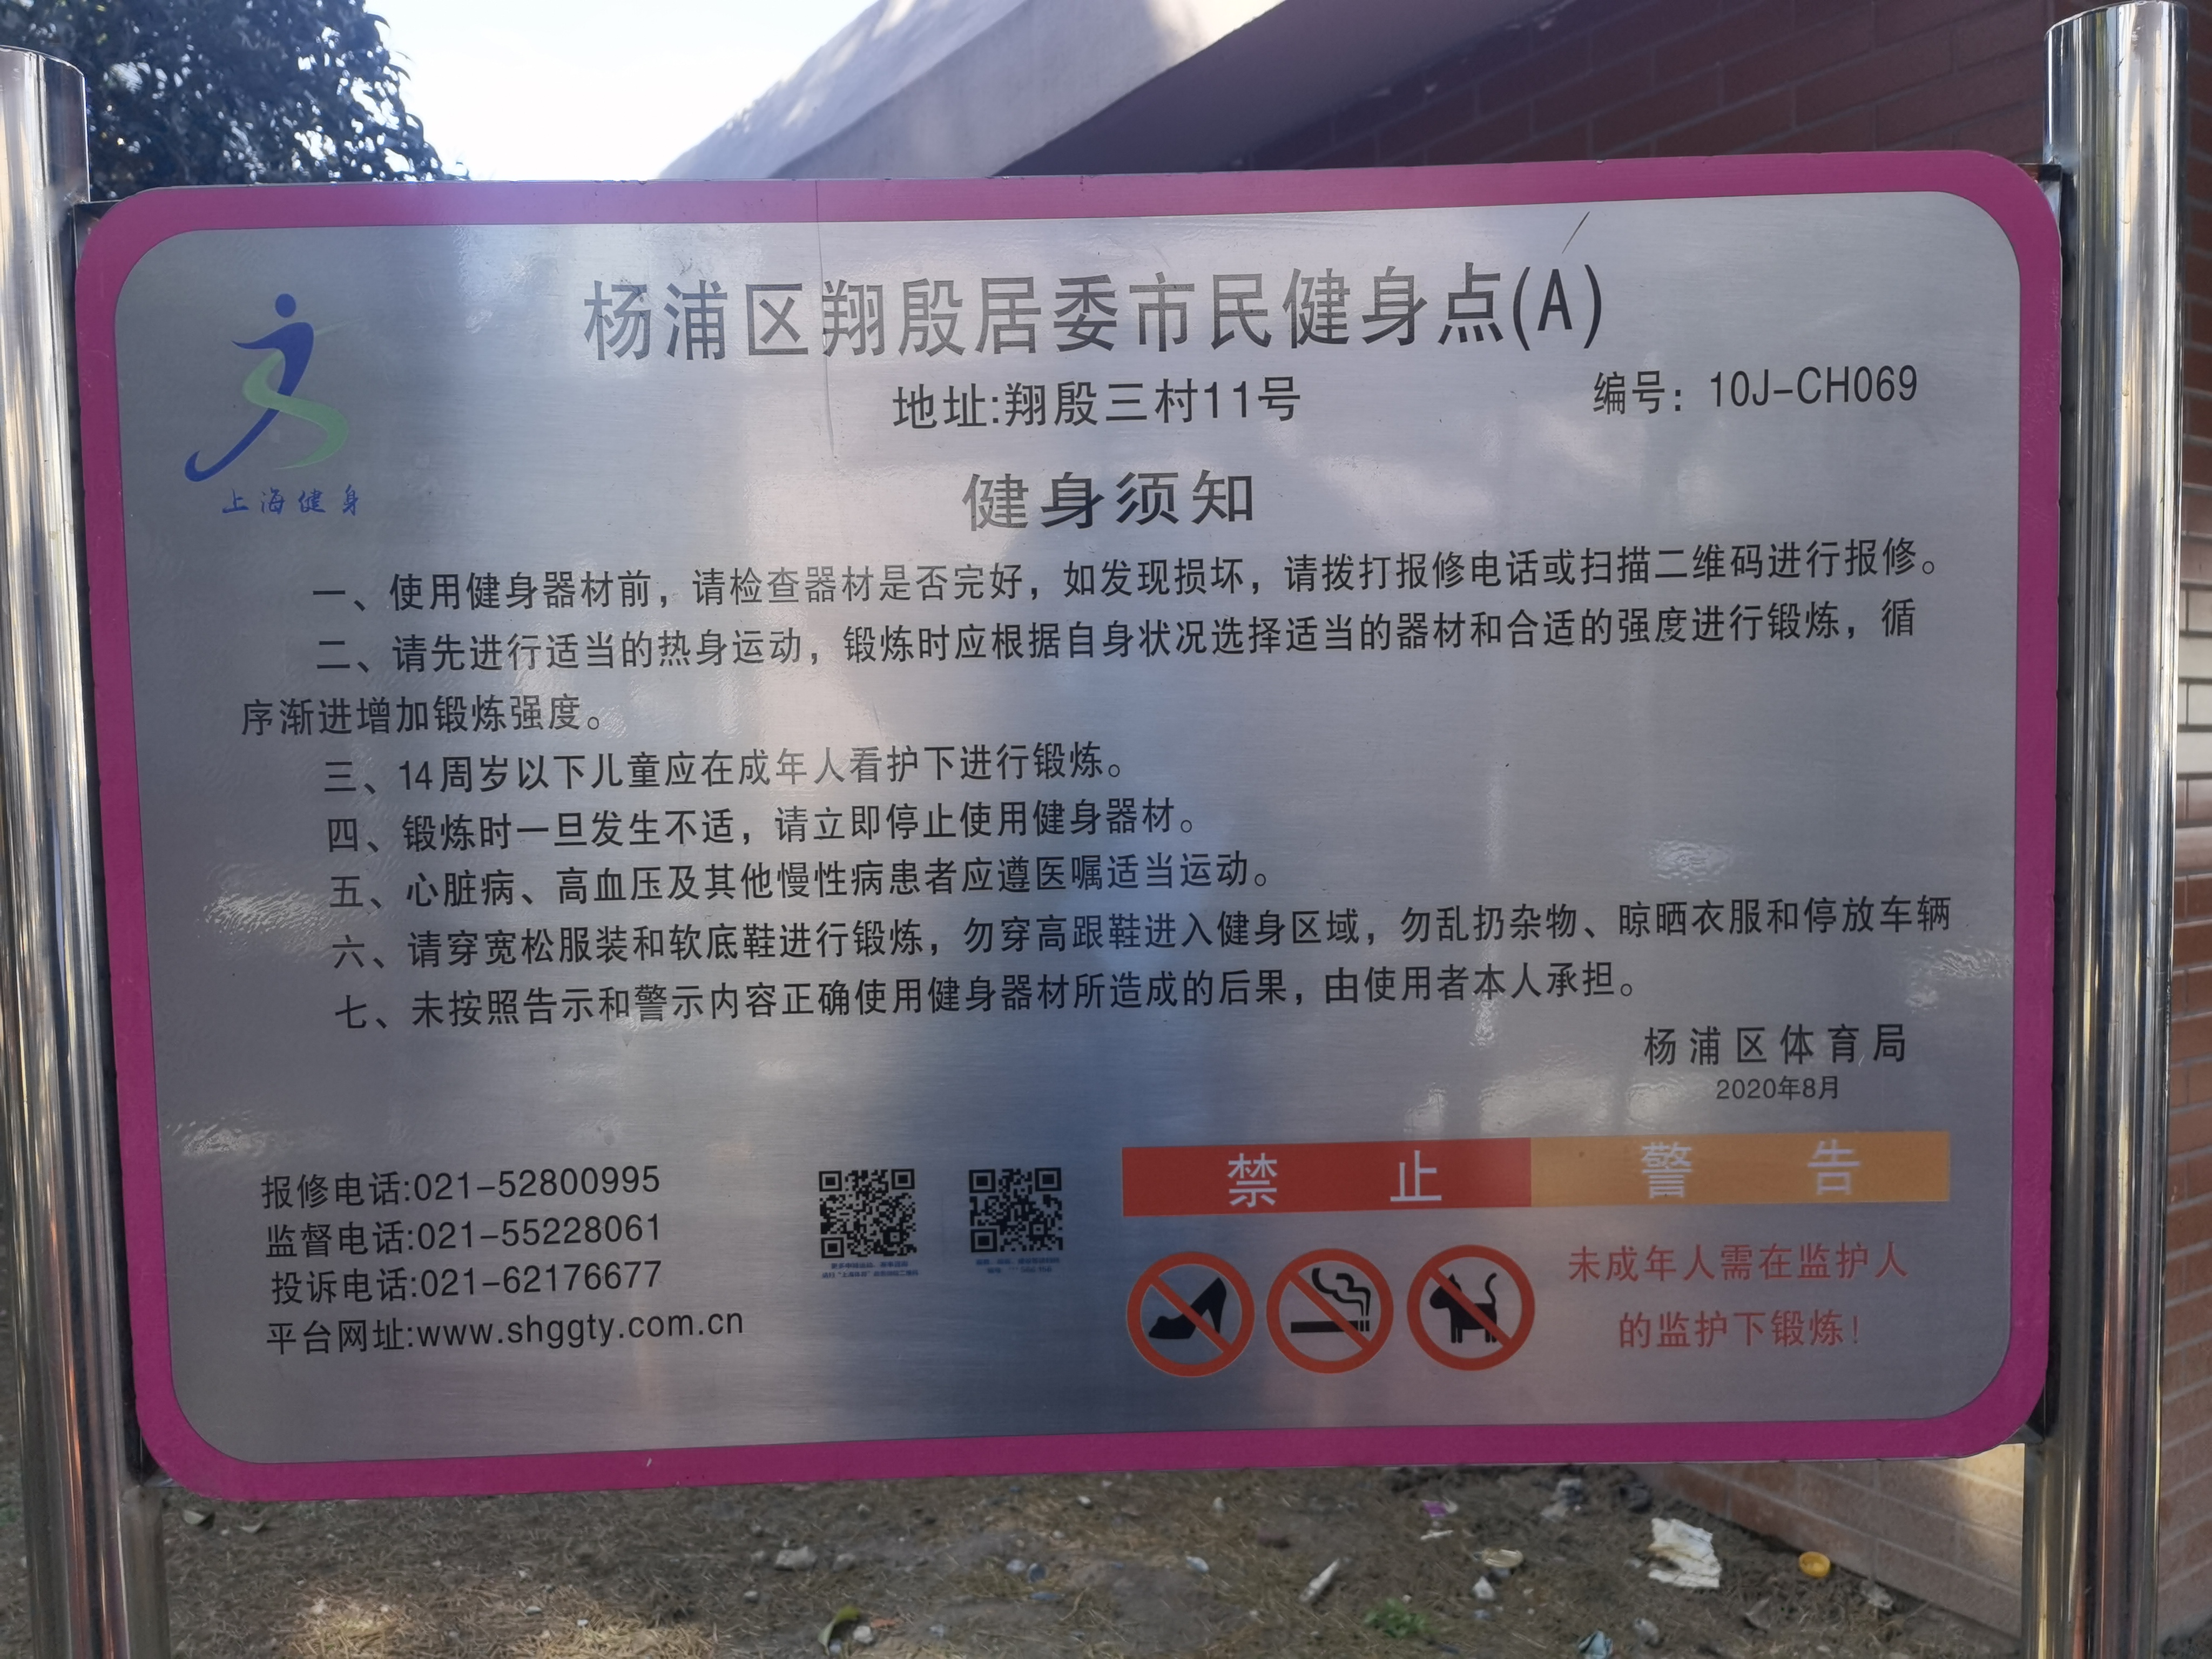 杨浦区翔殷居委市民健身点(A)
地址:翔殷三村11号
编号：10J-CH069
上海健身
健身须知
一、使用健身器材前，请检查器材是否完好，如发现损坏，请拨打报修电话或扫描二维码进行报修。
二、请先进行适当的热身运动，锻炼时应根据自身状况选择适当的器材和合适的强度进行锻炼，循
序渐进增加锻炼强度。
三、14周岁以下儿童应在成年人看护下进行锻炼。
四、锻炼时一旦发生不适，请立即停止使用健身器材。
五、心脏病、高血压及其他慢性病患者应遵医嘱适当运动。
六、请穿宽松服装和软底鞋进行锻炼，勿穿高跟鞋进入健身区域，勿乱扔杂物、晾晒衣服和停放车辆
七、未按照告示和警示内容正确使用健身器材所造成的后果，由使用者本人承担。
杨浦区体育局
2020年8月
报修电话:021-52800995
监督电话:021-55228061
投诉电话:021-62176677
平台网址:www.shggty.com.cn
禁止
警告
未成年人需在监护人
的监护下锻炼！